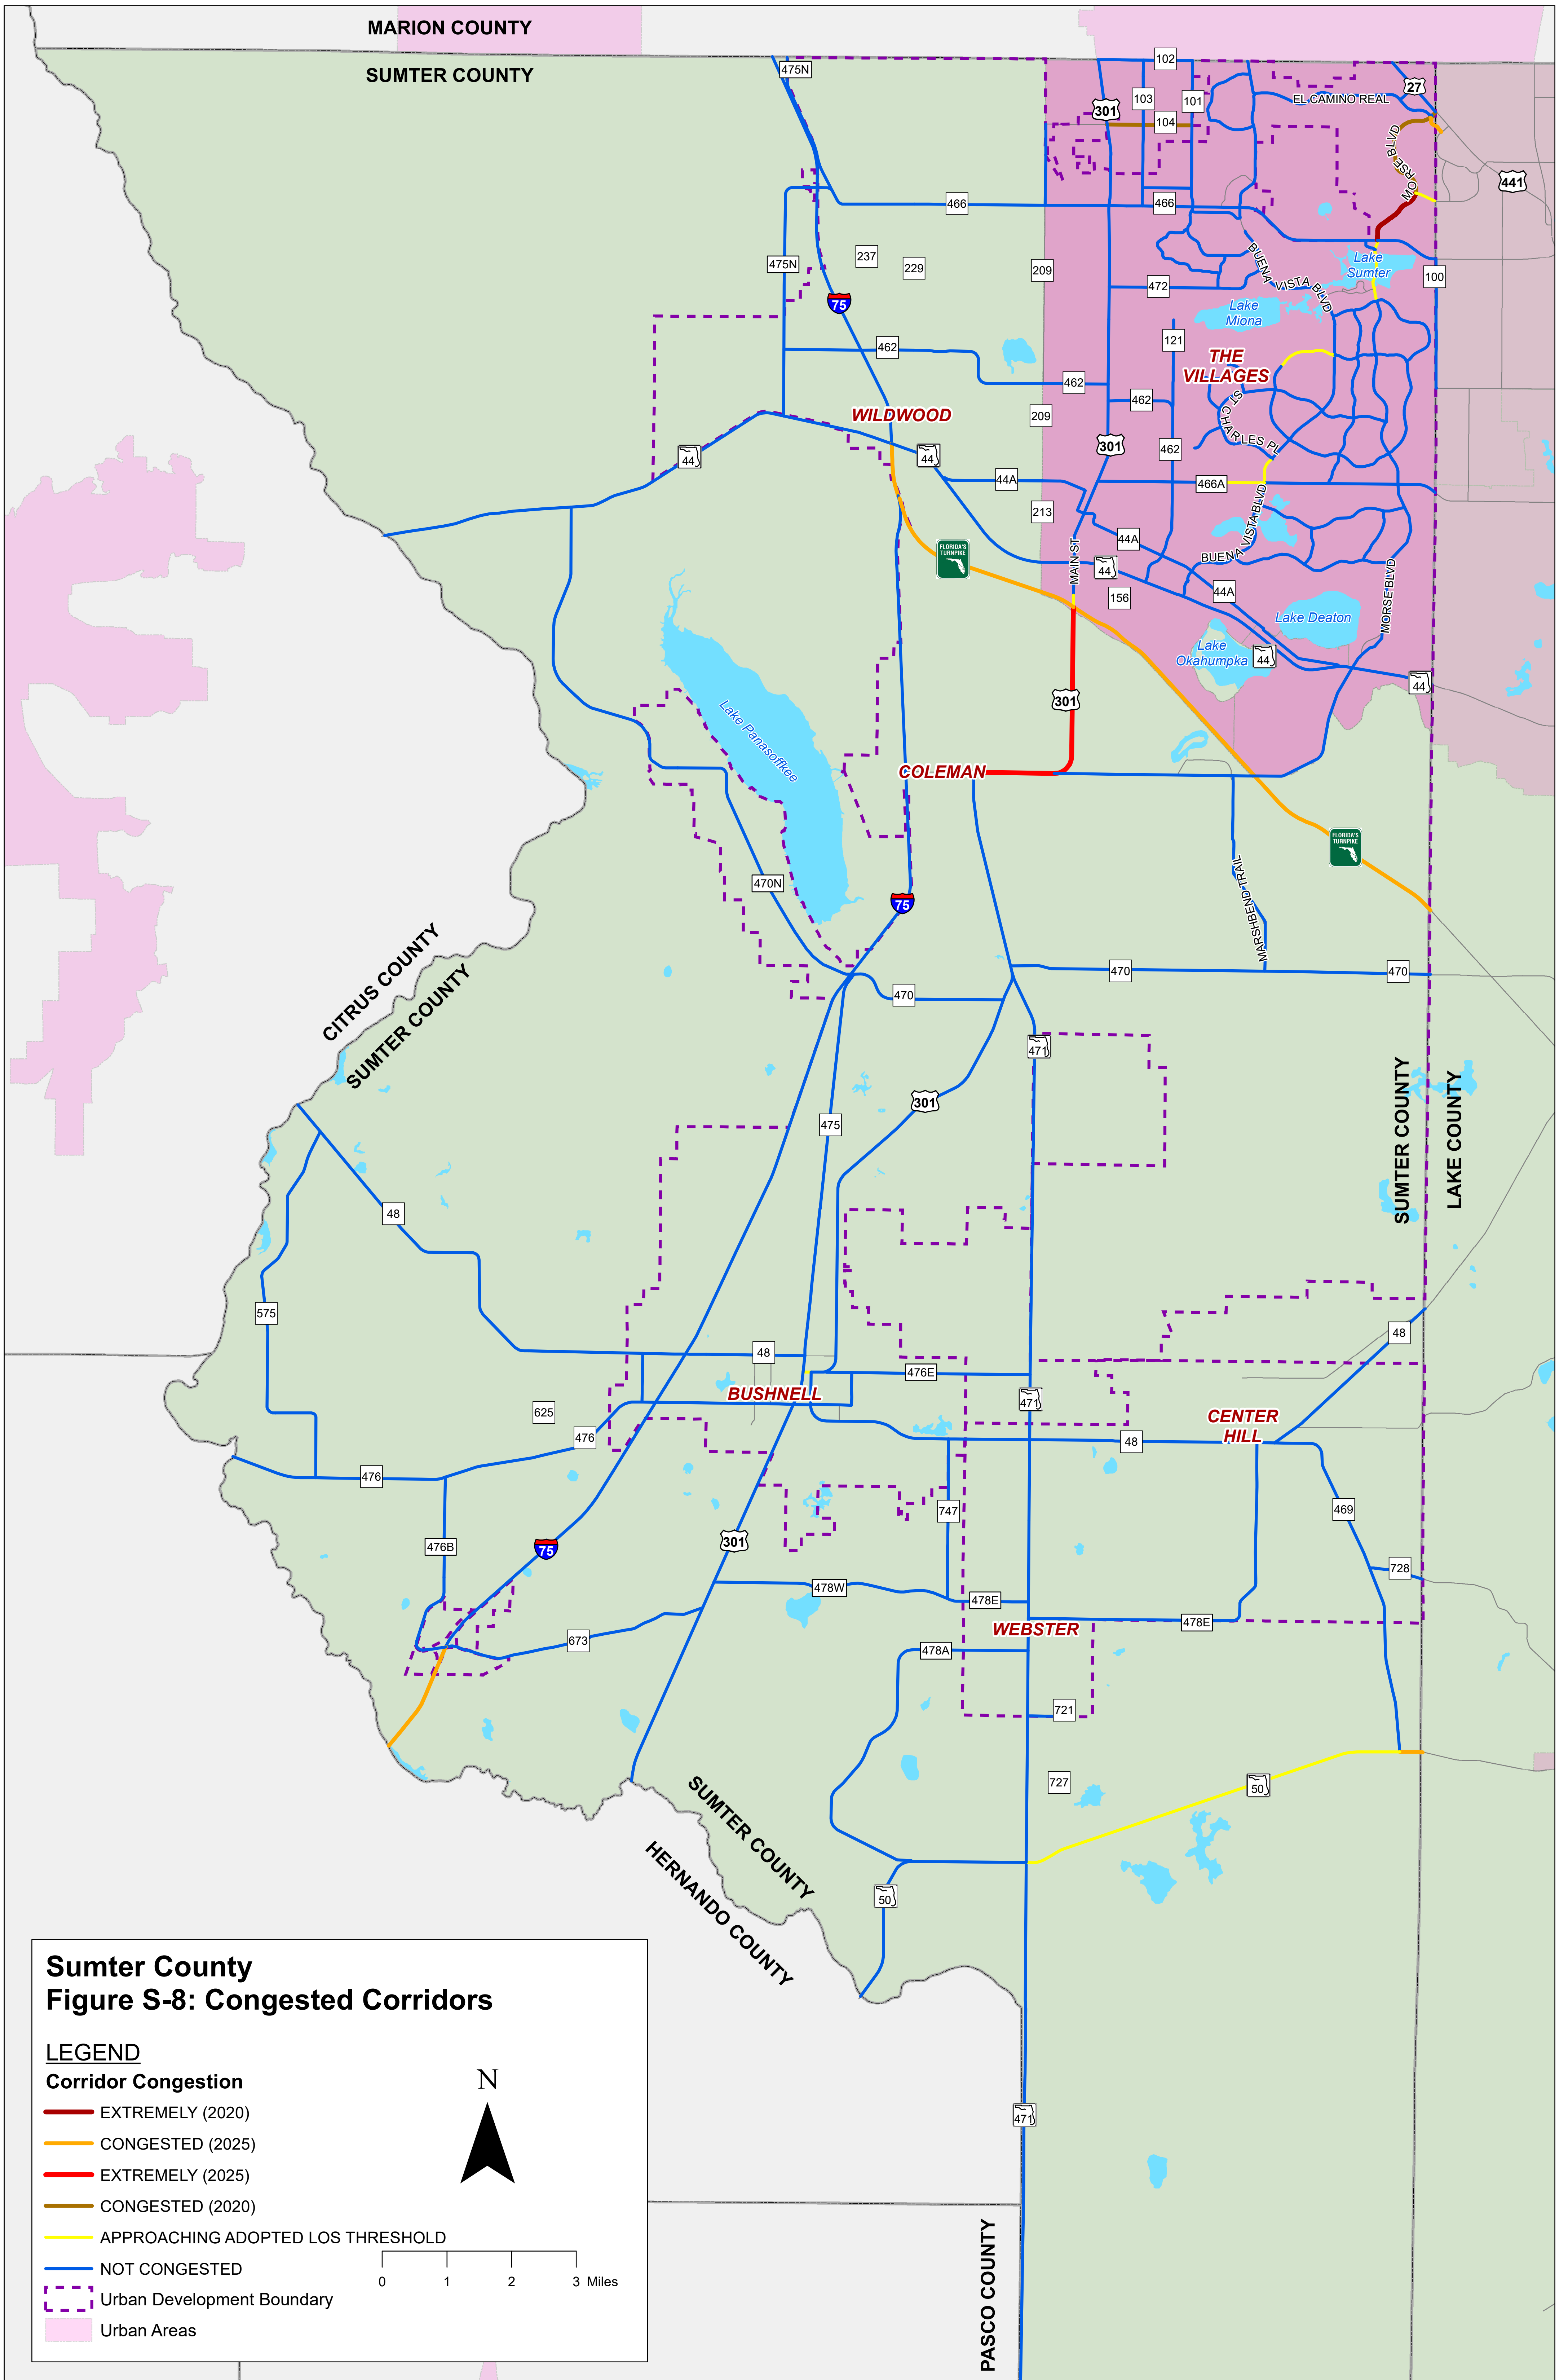 MARION COUNTY
SUMTER COUNTY
475N
102
27
103
101
EL CAMINO REAL
301
104
MORSE BLVD
441
466
466
475N
237
229
209
BUENA VISTA BLVD
Lake
Sumter
100
472
75
Lake
Miona
121
462
THE
VILLAGES
462
462
WILDWOOD
209
ST CHARLES PL
301
462
44
44
44A
466A
213
BUENA VISTA BLVD
44A
FLORIDA'S
TURNPIKE
MAIN ST
44
156
44A
MORSE BLVD
Lake Deaton
Lake
Okahumpka
44
44
301
Lake Panasoffkee
COLEMAN
FLORIDA'S
TURNPIKE
470N
MARSHBEND TRAIL
75
CITRUS COUNTY
SUMTER COUNTY
470
470
470
471
SUMTER COUNTY
LAKE COUNTY
301
475
48
575
48
48
476E
BUSHNELL
471
625
CENTER
HILL
476
48
476
747
469
476B
75
301
728
478W
478E
478E
WEBSTER
673
478A
721
727
50
SUMTER COUNTY
HERNANDO COUNTY
50
Sumter County
Figure S-8: Congested Corridors
LEGEND
Corridor Congestion
N
EXTREMELY (2020)
CONGESTED (2025)
EXTREMELY (2025)
CONGESTED (2020)
APPROACHING ADOPTED LOS THRESHOLD
NOT CONGESTED
0 1 2 3 Miles
Urban Development Boundary
Urban Areas
471
PASCO COUNTY